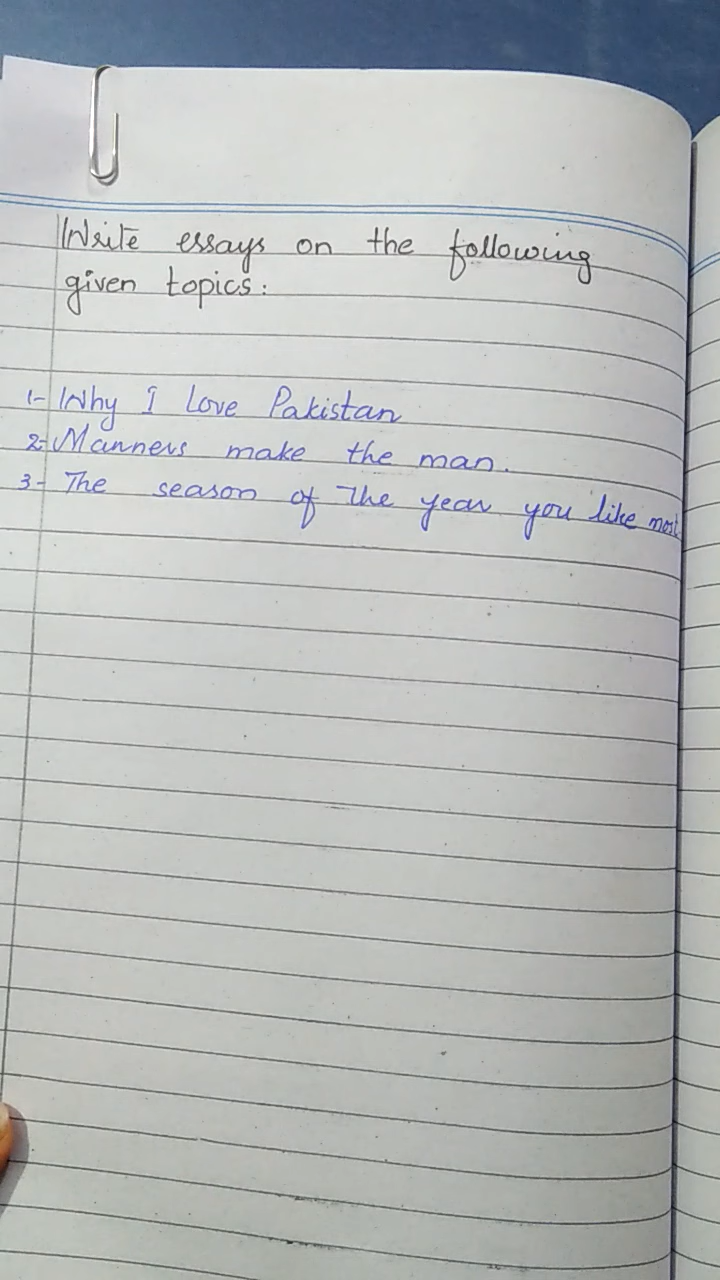 Write essays on the following
given topics:
1- Why I Love Pakistan
2- Manners make the man.
3- The season of the year you like most